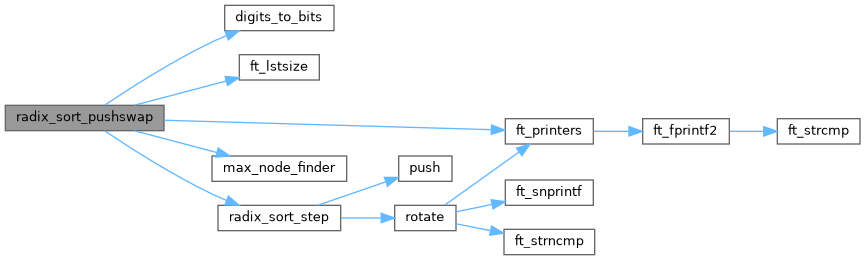 digits_to_bits
ft_lstsize
radix_sort_pushswap
ft_printers
ft_fprintf2
ft_strcmp
max_node_finder
push
ft_snprintf
radix_sort_step
rotate
ft_strncmp